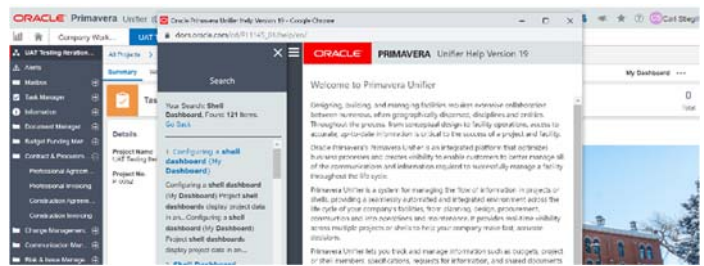 ORACLE Primavera Unifier
Oracle Primavera Unifier Help Version 19 - Google Chrome
Company Work...
UAT
docs.oracle.com
UAT Testing Iteration...
Alerts
Mailbox
Task Manager
Information
Document Manager
Budget Funding Mgr
Contract & Procurem...
Professional Agreem...
Professional Invoicing
Construction Agreem...
Construction Invoicing
Change Management
Communication Man...
Risk & Issue Manage
All Projects >
Summary
Tas
Details
Project Name
Project No.
Search
Your Search: Shell
Dashboard, Found 121 Items.
Go Back
1. Configuring a shell
dashboard (My
Dashboard)
Configuring a shell dashboard
(My Dashboard) Project shell
dashboards display project data
in an... Configuring a shell
dashboard (My Dashboard)
Project shell dashboards
display project data in an...
Shell Dashboard
ORACLE PRIMAVERA Unifier Help Version 19
Welcome to Primavera Unifier
Designing, building, and managing facilities requires extensive collaboration
between numerous, often geographically dispersed, disciplines and entities.
Throughout the process, from conceptual design to facility operations, access to
accurate, up-to-date information is critical to the success of a project and facility.
Oracle Primavera's Primavera Unifier is an integrated platform that optimizes
business processes and creates visibility to enable customers to better manage all
of the communications and information required to successfully manage a facility
throughout the life cycle.
Primavera Unifier is a system for managing the flow of information in projects or
shells, providing a seamlessly automated and integrated environment across the
life cycle of your company's facilities, from planning, design, procurement,
construction and into operations and maintenance. It provides real-time visibility
across multiple projects or shells to help your company make fast, accurate
decisions.
Primavera Unifier lets you track and manage information such as budgets, project
or shell members, specifications, requests for information, and shared documents
My Dashboard
0
Total